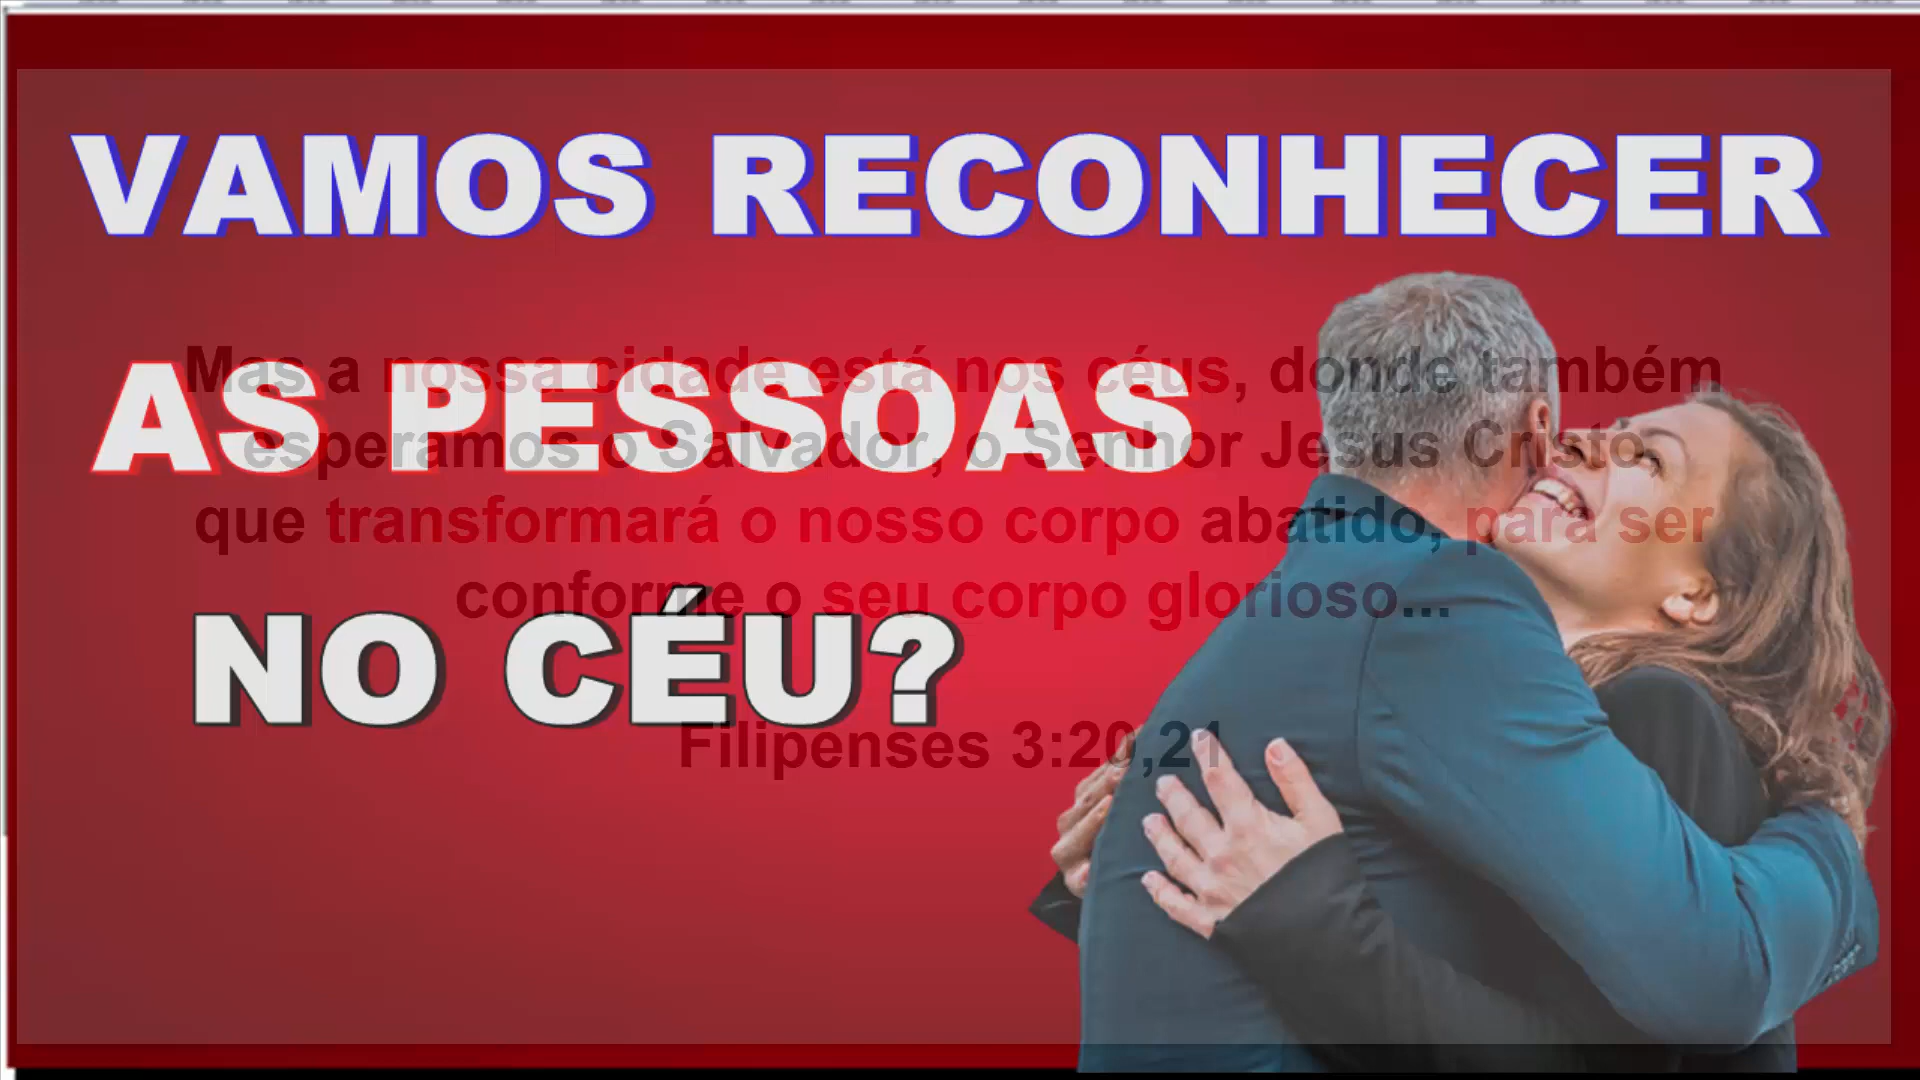 VAMOS RECONHECER
AS PESSOAS
NO CÉU?
Mas a nossa cidade está nos céus, donde também
esperamos o Salvador, o Senhor Jesus Cristo,
que transformará o nosso corpo abatido, para ser
conforme o seu corpo glorioso...
Filipenses 3:20,21